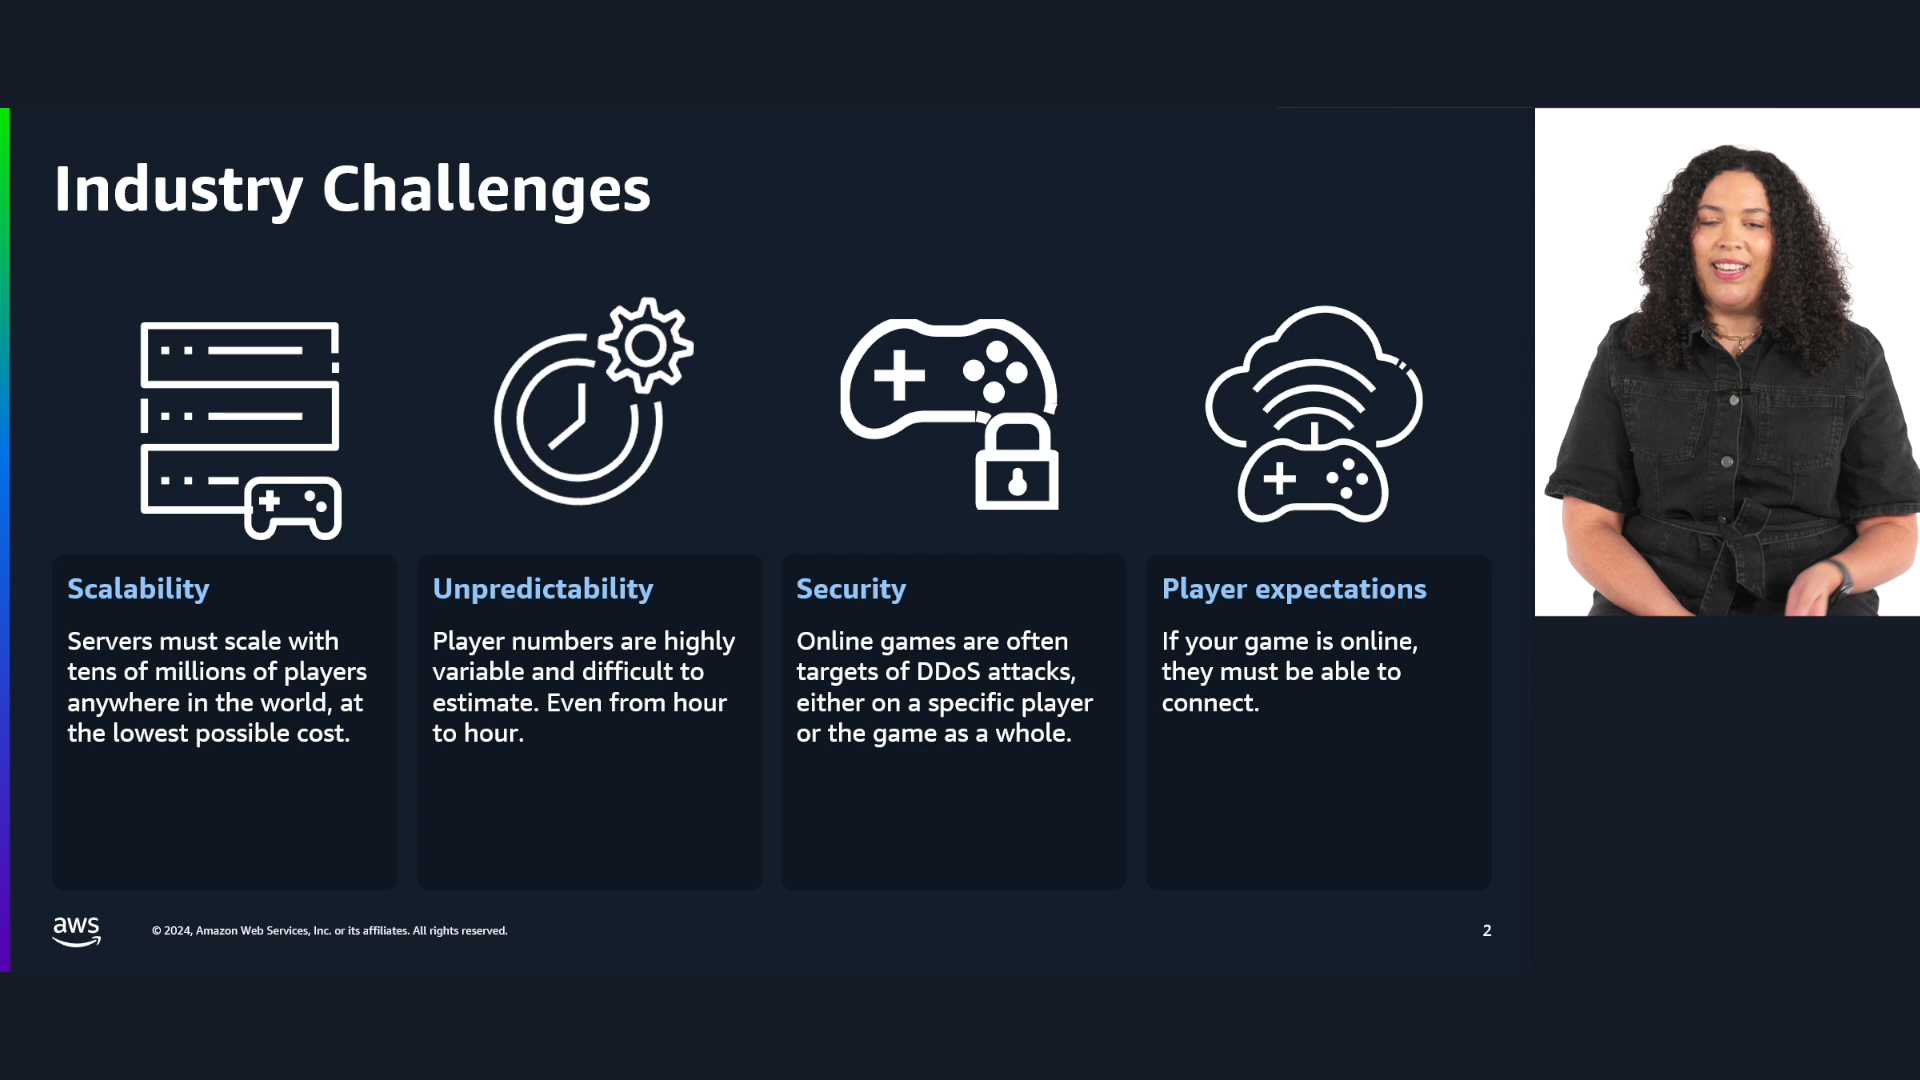 Industry Challenges
Scalability
Servers must scale with
tens of millions of players
anywhere in the world, at
the lowest possible cost.
Unpredictability
Player numbers are highly
variable and difficult to
estimate. Even from hour
to hour.
Security
Online games are often
targets of DDoS attacks,
either on a specific player
or the game as a whole.
Player expectations
If your game is online,
they must be able to
connect.
aws
© 2024, Amazon Web Services, Inc. or its affiliates. All rights reserved.
2